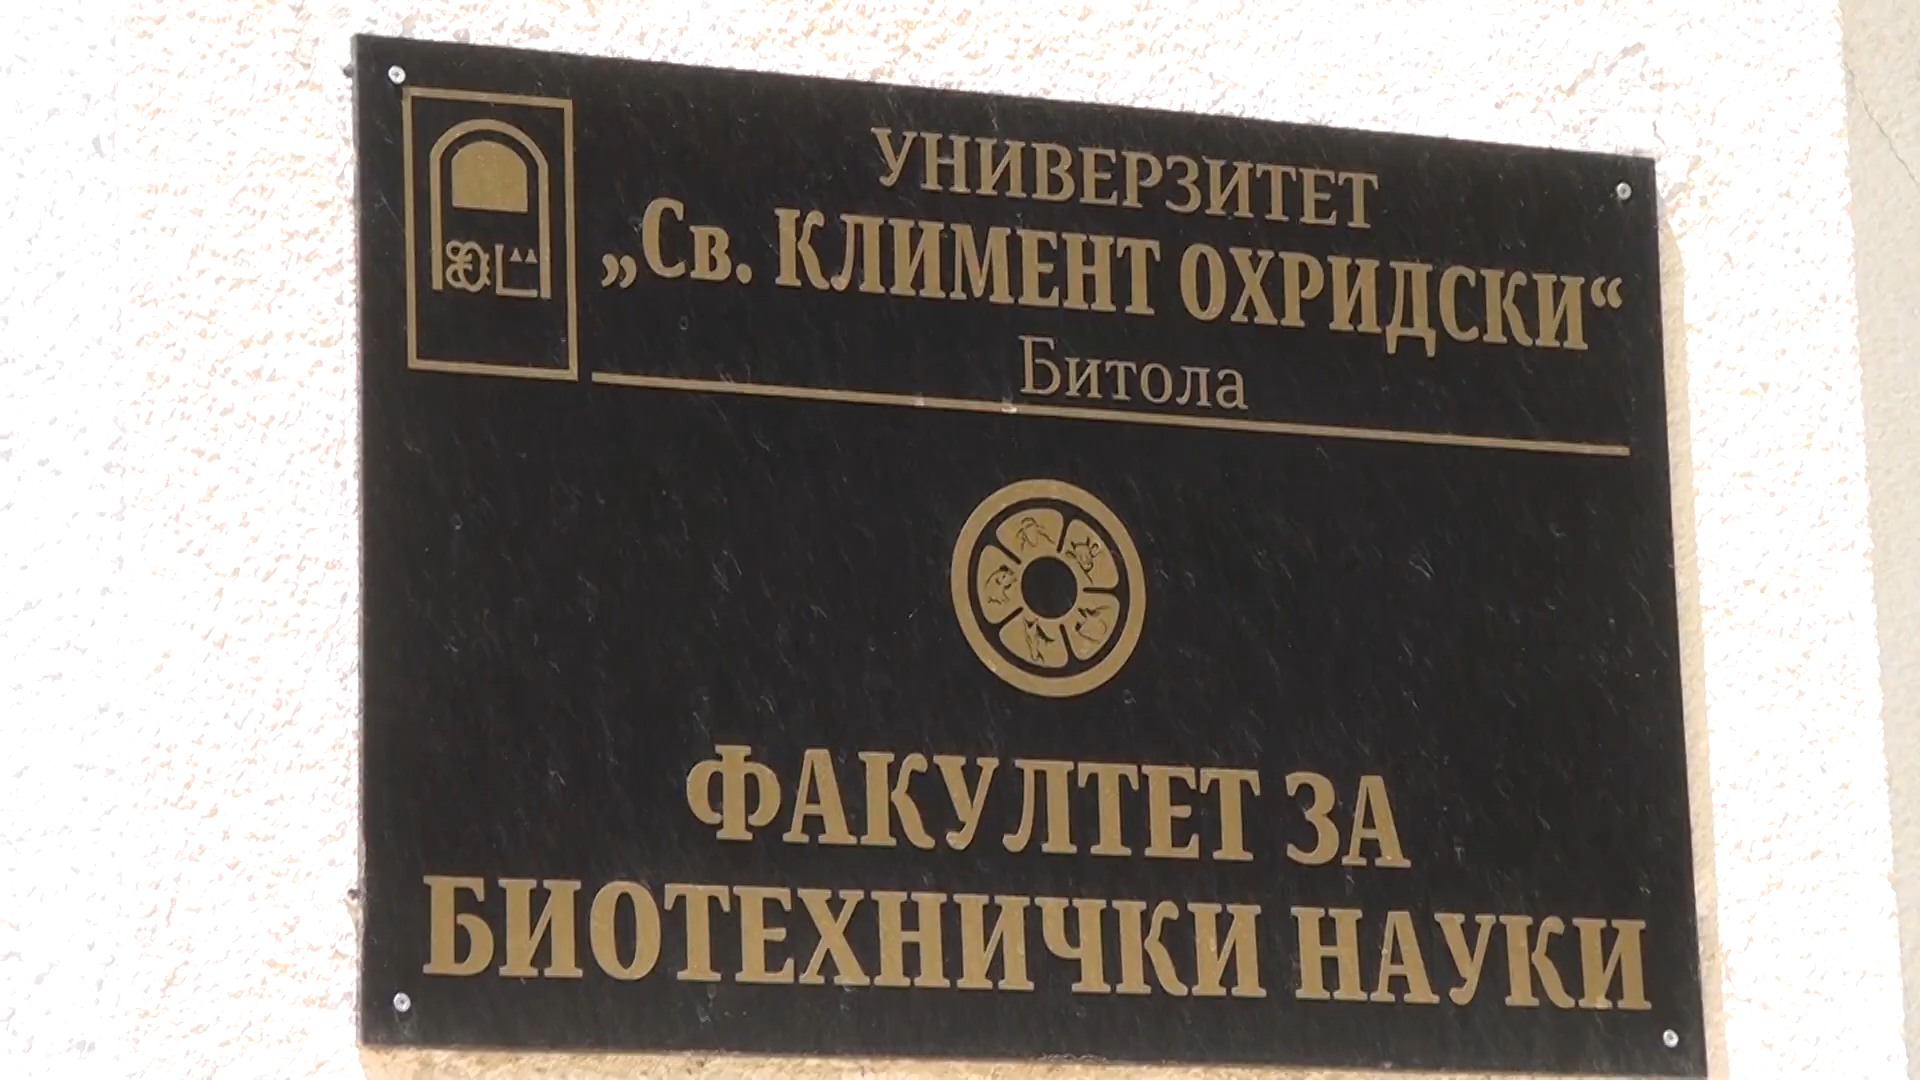 УНИВЕРЗИТЕТ
„Св. КЛИМЕНТ ОХРИДСКИ“
Битола
ФАКУЛТЕТ ЗА
БИОТЕХНИЧКИ НАУКИ